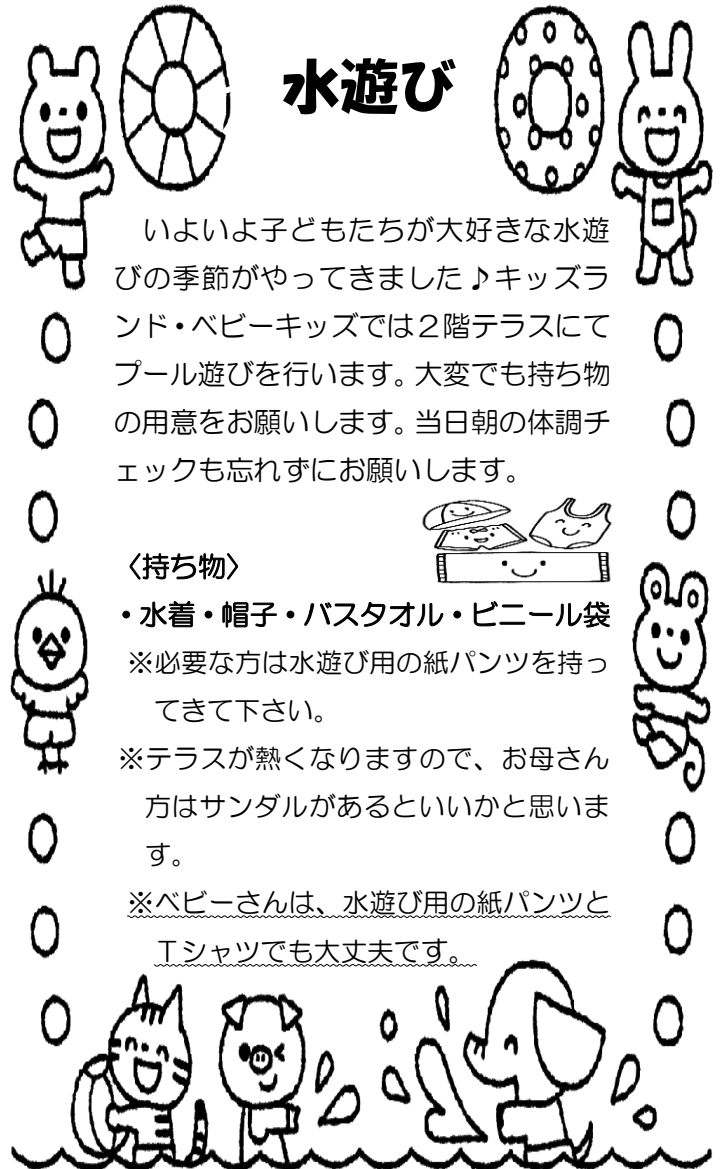 水遊び
いよいよ子どもたちが大好きな水遊
びの季節がやってきました♪キッズラ
ンド・ベビーキッズでは２階テラスにて
プール遊びを行います。大変でも持ち物
の用意をお願いします。当日朝の体調チ
ェックも忘れずにお願いします。
〈持ち物〉
・水着・帽子・バスタオル・ビニール袋
※必要な方は水遊び用の紙パンツを持っ
てきて下さい。
※テラスが熱くなりますので、お母さん
方はサンダルがあるといいかと思いま
す。
※ベビーさんは、水遊び用の紙パンツと
Ｔシャツでも大丈夫です。